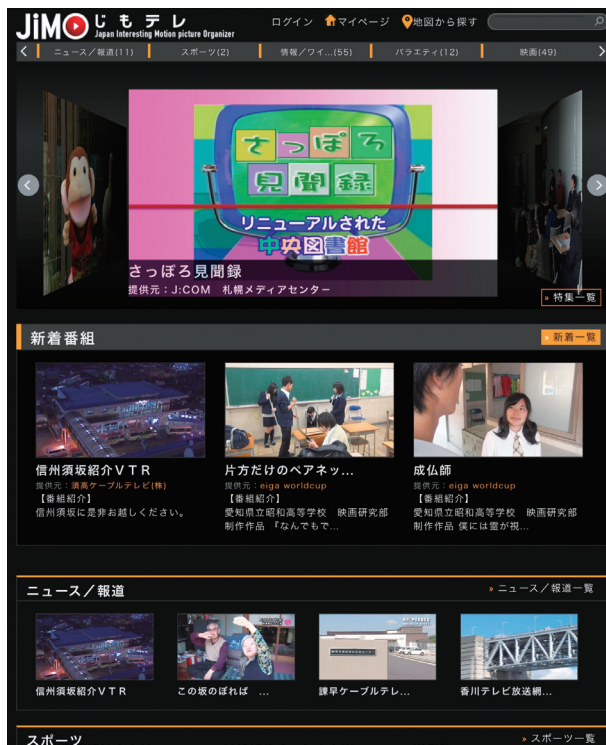 JiMO じもテレ
Japan Interesting Motion picture Organizer
ログイン マイページ 地図から探す
ニュース／報道(11) スポーツ(2) 情報／ワイ...(55) バラエティ(12) 映画(49)
さっぽろ
見聞録
リニューアルされた
中央図書館
さっぽろ見聞録
提供元：J:COM 札幌メディアセンター
» 特集一覧
新着番組
» 新着一覧
信州須坂紹介ＶＴＲ
提供元：須高ケーブルテレビ(株)
【番組紹介】
信州須坂に是非お越しください。
片方だけのペアネッ...
提供元：eiga worldcup
【番組紹介】
愛知県立昭和高等学校 映画研究部
制作作品 『なんでもで...
成仏師
提供元：eiga worldcup
【番組紹介】
愛知県立昭和高等学校 映画研究部
制作作品 僕には霊が視...
ニュース／報道
» ニュース／報道一覧
信州須坂紹介ＶＴＲ
この坂のぼれば ...
諫早ケーブルテレ...
香川テレビ放送網...
スポーツ
» スポーツ一覧